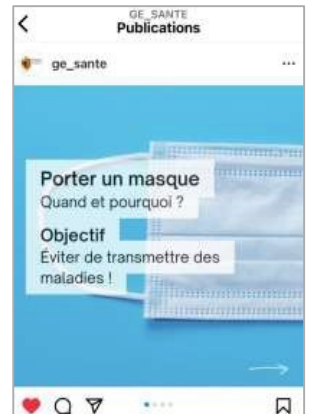 GE_SANTE
Publications
ge_sante
Porter un masque
Quand et pourquoi ?
Objectif
Éviter de transmettre des
maladies !